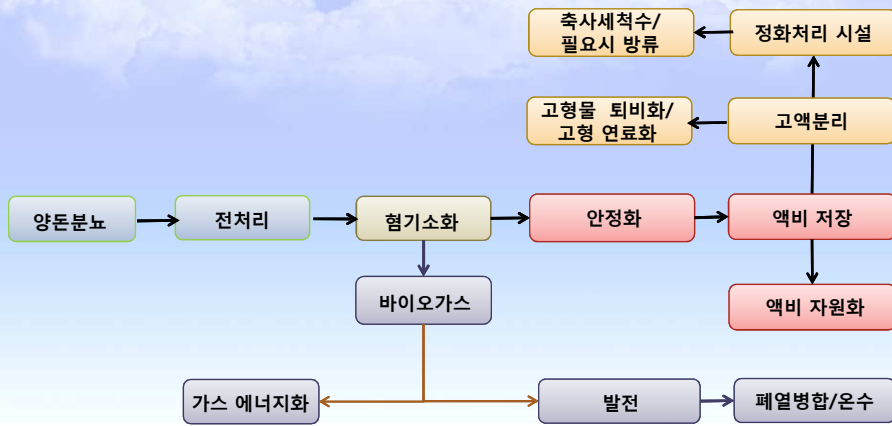 축사세척수/
필요시 방류
정화처리 시설
고형물 퇴비화/
고형 연료화
고액분리
양돈분뇨
전처리
혐기소화
안정화
액비 저장
바이오가스
액비 자원화
가스 에너지화
발전
폐열병합/온수